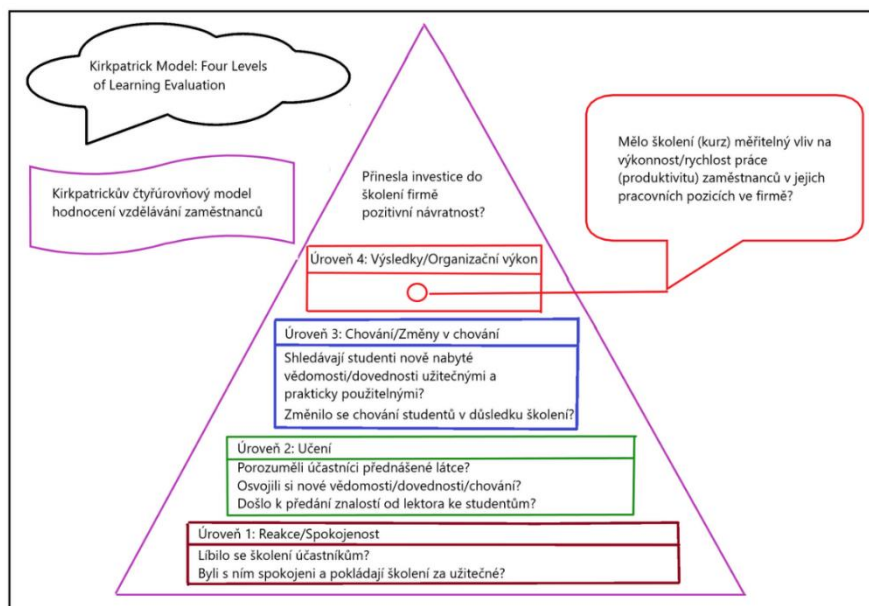 Kirkpatrick Model: Four Levels
of Learning Evaluation
Kirkpatrickův čtyřúrovňový model
hodnocení vzdělávání zaměstnanců
Přinesla investice do
školení firmě
pozitivní návratnost?
Mělo školení (kurz) měřitelný vliv na
výkonnost/rychlost práce
(produktivitu) zaměstnanců v jejich
pracovních pozicích ve firmě?
Úroveň 4: Výsledky/Organizační výkon
Úroveň 3: Chování/Změny v chování
Shledávají studenti nově nabyté
vědomosti/dovednosti užitečnými a
prakticky použitelnými?
Změnilo se chování studentů v důsledku školení?
Úroveň 2: Učení
Porozuměli účastníci přednášené látce?
Osvojili si nové vědomosti/dovednosti/chování?
Došlo k předání znalostí od lektora ke studentům?
Úroveň 1: Reakce/Spokojenost
Líbilo se školení účastníkům?
Byli s ním spokojeni a pokládají školení za užitečné?